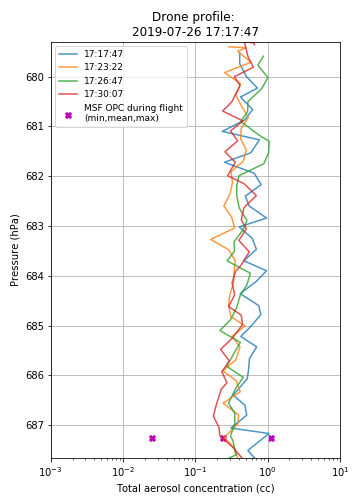 Drone profile:
2019-07-26 17:17:47
17:17:47
17:23:22
17:26:47
17:30:07
MSF OPC during flight
(min,mean,max)
680
681
682
683
684
685
686
687
Pressure (hPa)
10⁻³ 10⁻² 10⁻¹ 10⁰ 10¹
Total aerosol concentration (cc)